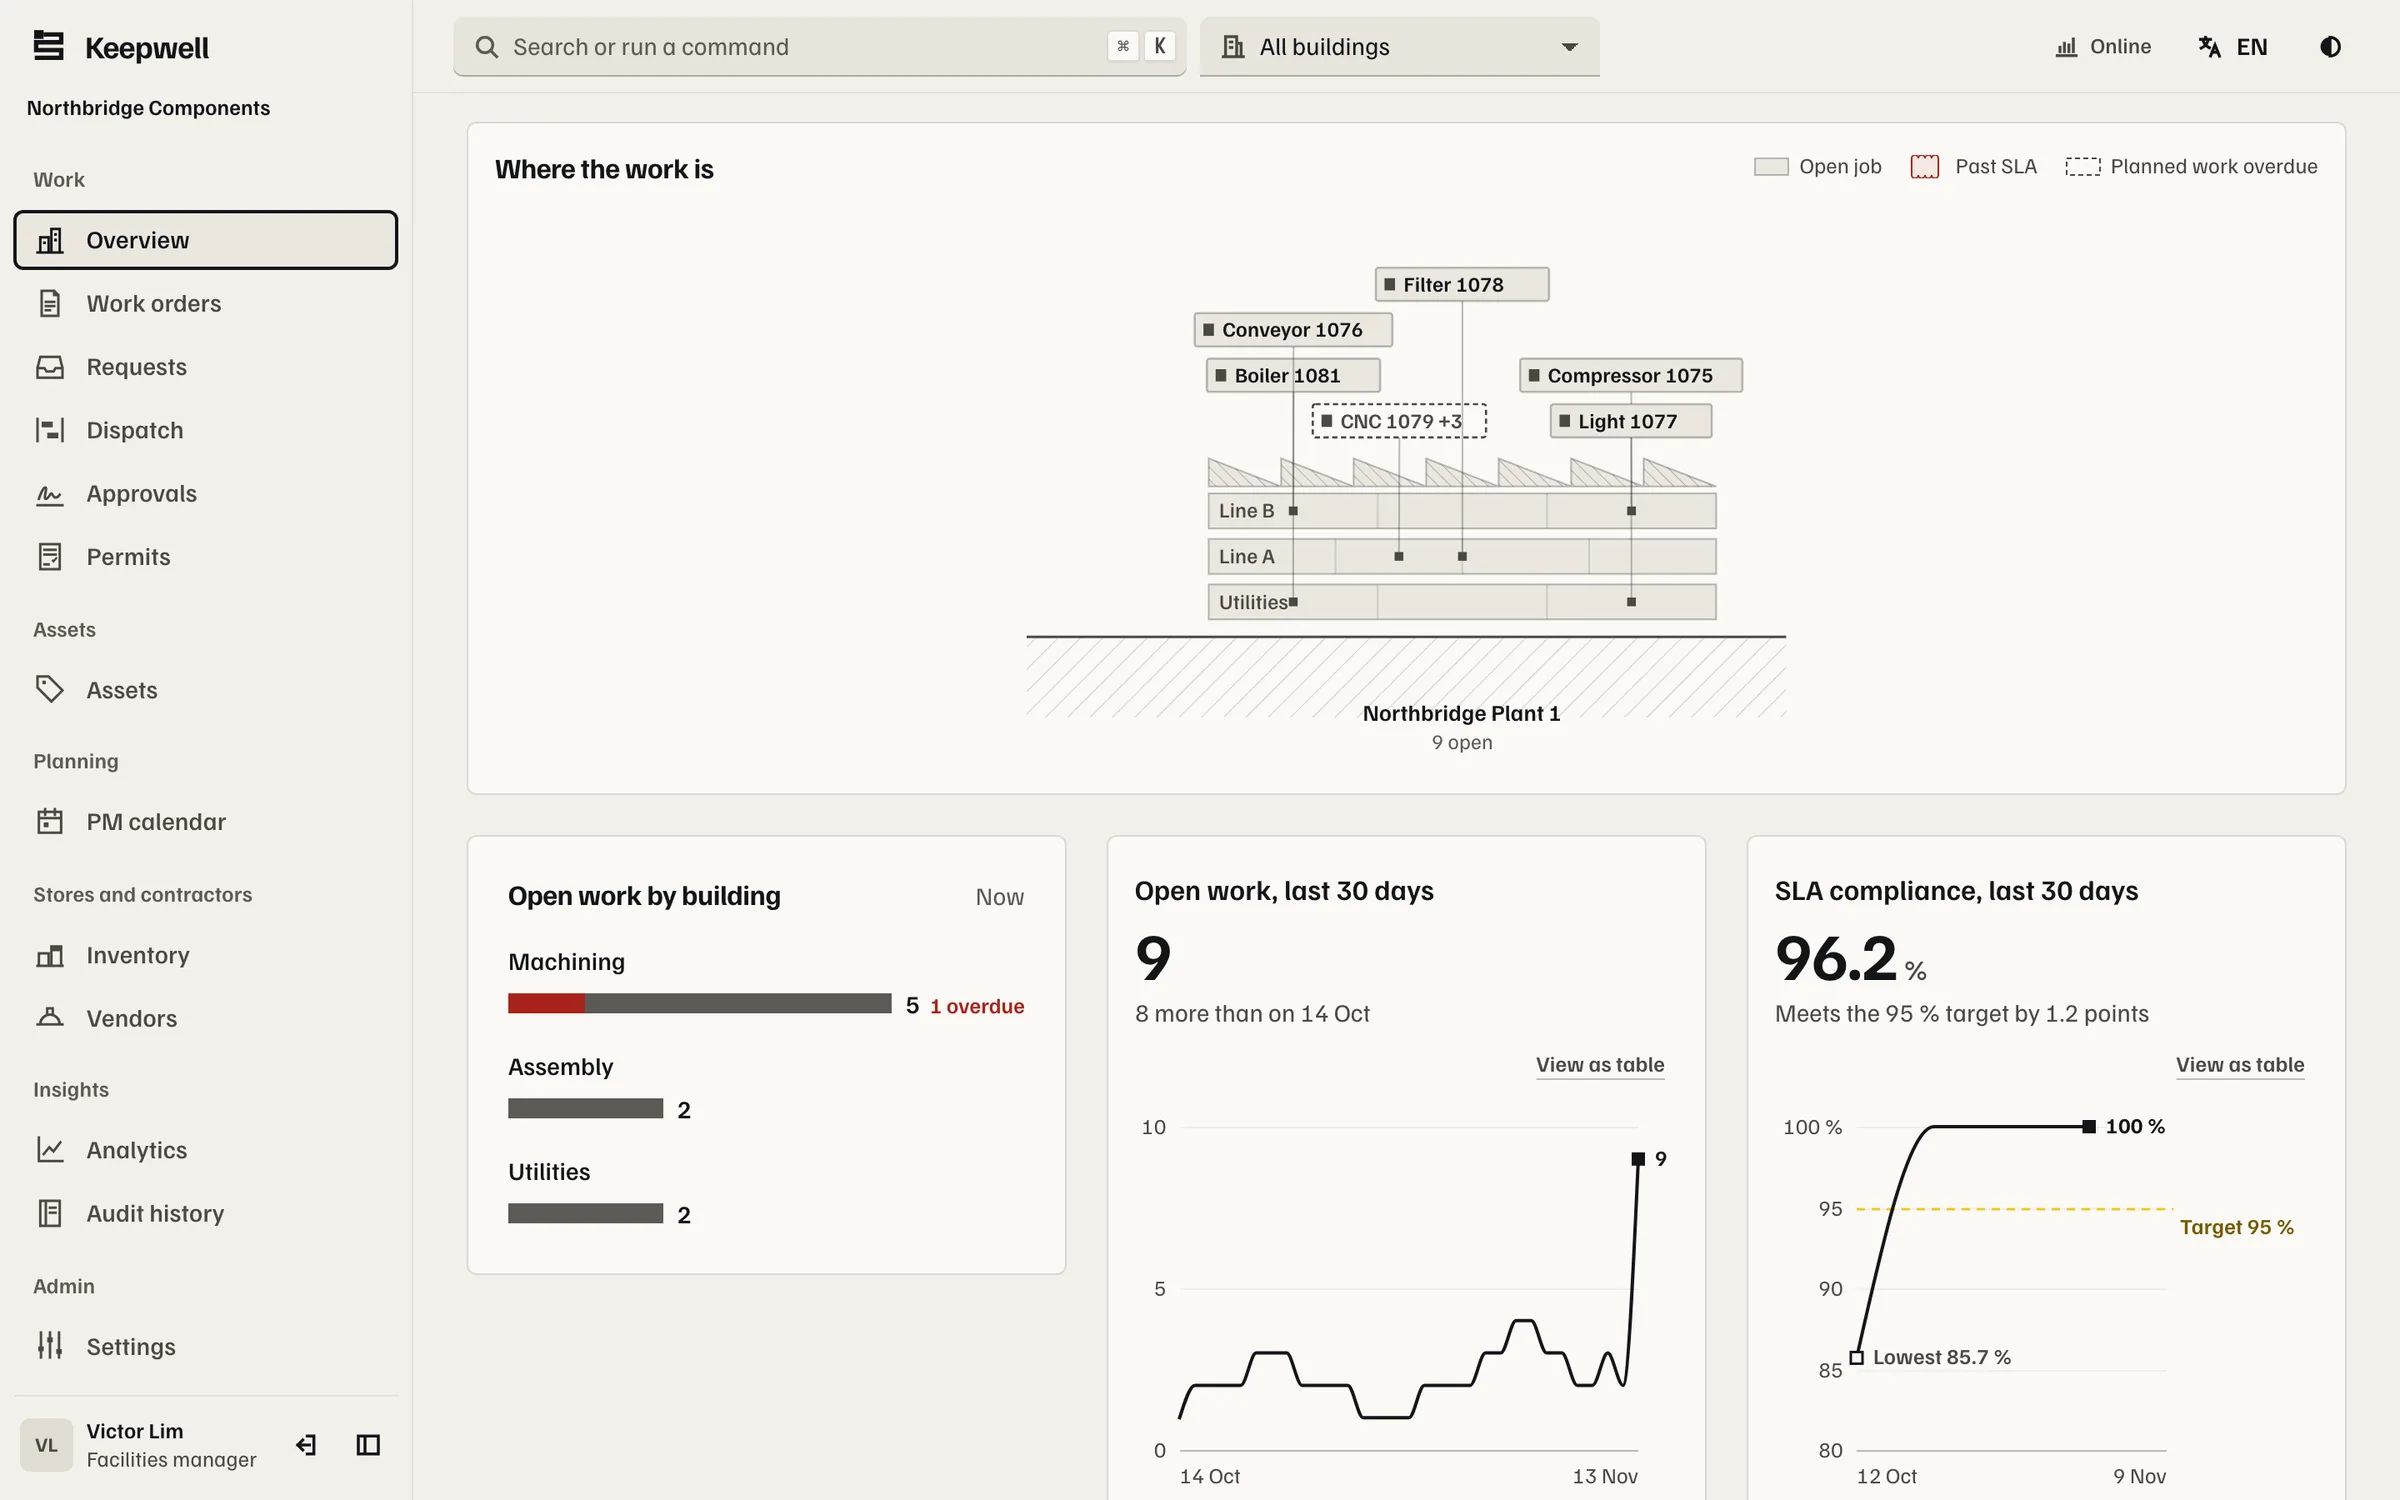 Keepwell
Northbridge Components
Work
Overview
Work orders
Requests
Dispatch
Approvals
Permits
Assets
Assets
Planning
PM calendar
Stores and contractors
Inventory
Vendors
Insights
Analytics
Audit history
Admin
Settings
VL
Victor Lim
Facilities manager
Search or run a command
⌘ K
All buildings
Online
EN
Where the work is
Open job
Past SLA
Planned work overdue
Filter 1078
Conveyor 1076
Boiler 1081
Compressor 1075
CNC 1079 +3
Light 1077
Line B
Line A
Utilities
Northbridge Plant 1
9 open
Open work by building
Now
Machining
5 1 overdue
Assembly
2
Utilities
2
Open work, last 30 days
9
8 more than on 14 Oct
View as table
10
9
5
0
14 Oct
13 Nov
SLA compliance, last 30 days
96.2 %
Meets the 95 % target by 1.2 points
View as table
100 %
100 %
95
Target 95 %
90
Lowest 85.7 %
85
80
12 Oct
9 Nov